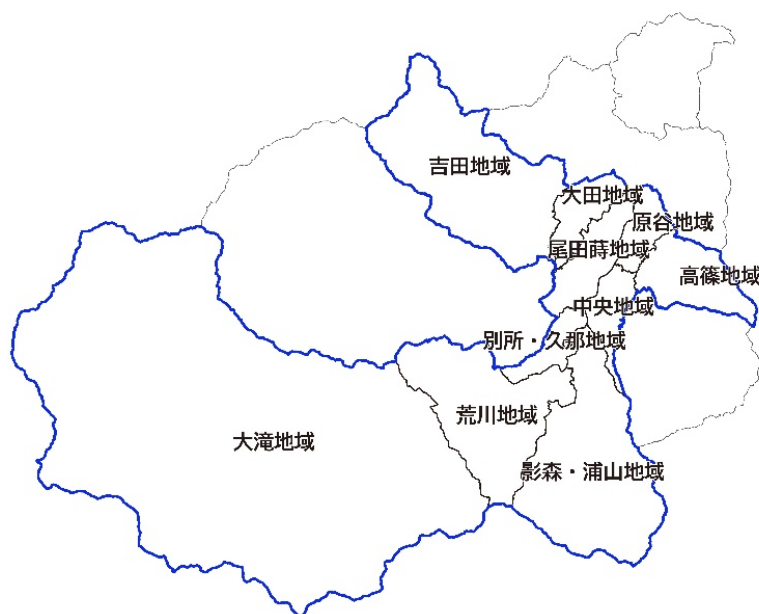 吉田地域
大田地域
原谷地域
尾田蒔地域
高篠地域
中央地域
別所・久那地域
荒川地域
大滝地域
影森・浦山地域